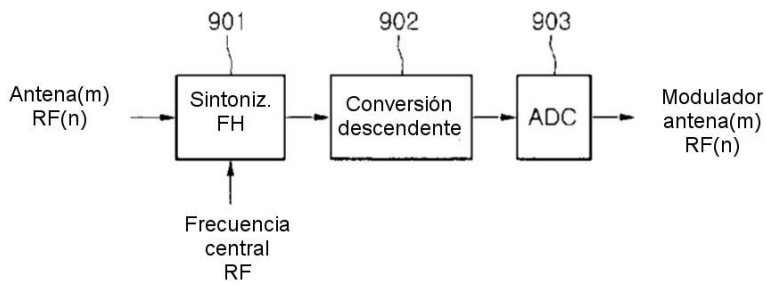 901
902
903
Antena(m)
RF(n)
Sintoniz.
FH
Conversión
descendente
ADC
Modulador
antena(m)
RF(n)
Frecuencia
central
RF